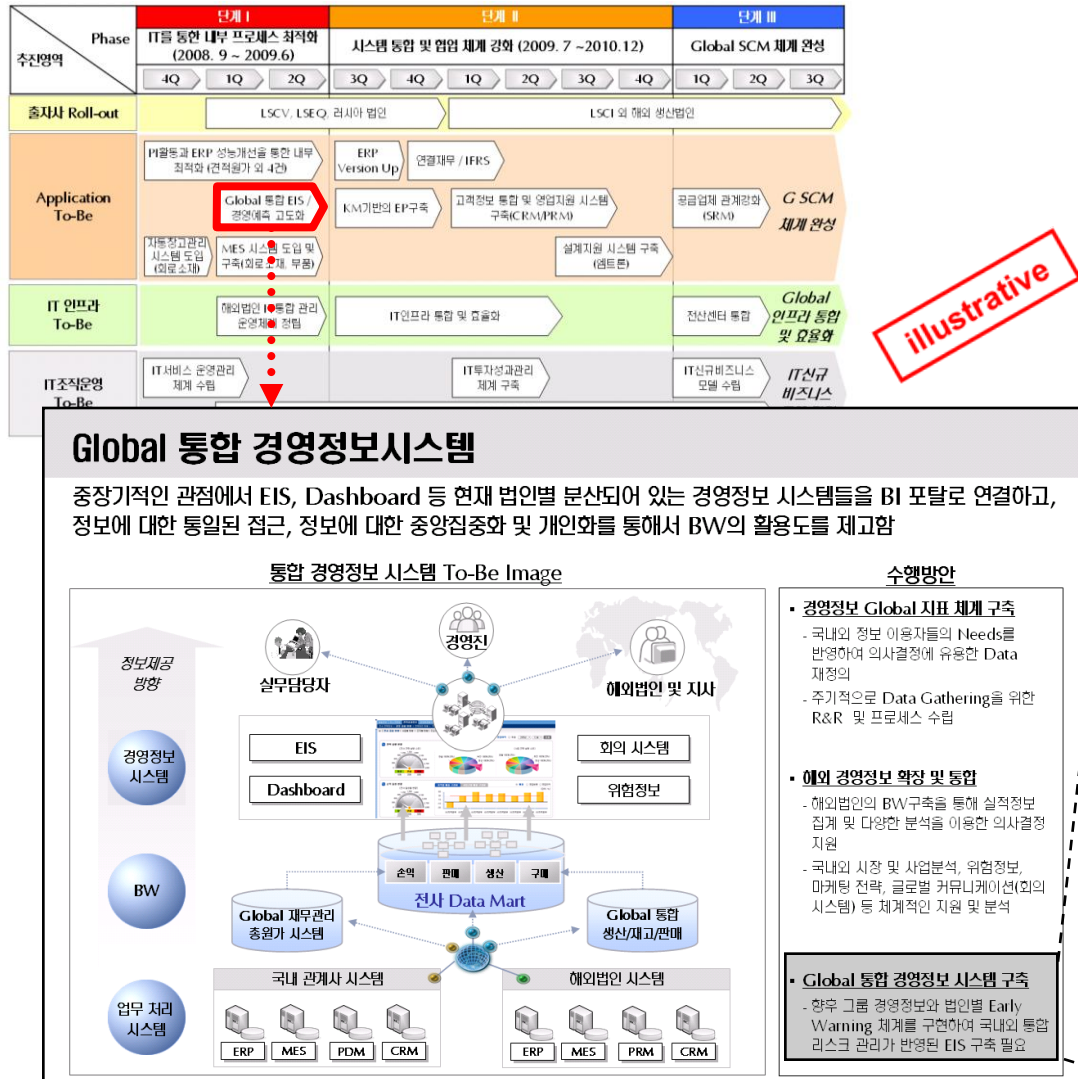 단계 I
단계 II
단계 III
Phase
추진영역
IT를 통한 내부 프로세스 최적화
(2008. 9 ~ 2009.6)
시스템 통합 및 협업 체계 강화 (2009. 7 ~2010.12)
Global SCM 체계 완성
4Q
1Q
2Q
3Q
4Q
1Q
2Q
3Q
4Q
1Q
2Q
3Q
출자사 Roll-out
LSCV, LSEQ, 러시아 법인
LSCI 외 해외 생산법인
Application
To-Be
PI활동과 ERP 성능개선을 통한 내부
최적화 (견적원가 외 4건)
ERP
Version Up
연결재무 / IFRS
Global 통합 EIS /
경영예측 고도화
KM기반의 EP구축
고객정보 통합 및 영업지원 시스템
구축(CRM/PRM)
공급업체 관계강화
(SRM)
G SCM
체계 완성
자동창고관리
시스템 도입
(회로소재)
MES 시스템 도입 및
구축(회로소재, 부품)
설계지원 시스템 구축
(엠트론)
IT 인프라
To-Be
해외법인 IT통합 관리
운영체계 정립
IT인프라 통합 및 효율화
전산센터 통합
Global
인프라 통합
및 효율화
IT조직운영
To-Be
IT서비스 운영관리
체계 수립
IT투자성과관리
체계 구축
IT신규비즈니스
모델 수립
IT신규
비즈니스
illustrative
Global 통합 경영정보시스템
중장기적인 관점에서 EIS, Dashboard 등 현재 법인별 분산되어 있는 경영정보 시스템들을 BI 포탈로 연결하고,
정보에 대한 통일된 접근, 정보에 대한 중앙집중화 및 개인화를 통해서 BW의 활용도를 제고함
통합 경영정보 시스템 To-Be Image
정보제공
방향
실무담당자
경영진
해외법인 및 지사
경영정보
시스템
EIS
Dashboard
회의 시스템
위험정보
BW
손익
판매
생산
구매
전사 Data Mart
Global 재무관리
총원가 시스템
Global 통합
생산/재고/판매
업무 처리
시스템
국내 관계사 시스템
해외법인 시스템
ERP
MES
PDM
CRM
ERP
MES
PRM
CRM
수행방안
▪ 경영정보 Global 지표 체계 구축
- 국내외 정보 이용자들의 Needs를
반영하여 의사결정에 유용한 Data
재정의
- 주기적으로 Data Gathering을 위한
R&R 및 프로세스 수립
▪ 해외 경영정보 확장 및 통합
- 해외법인의 BW구축을 통해 실적정보
집계 및 다양한 분석을 이용한 의사결정
지원
- 국내외 시장 및 사업분석, 위험정보,
마케팅 전략, 글로벌 커뮤니케이션(회의
시스템) 등 체계적인 지원 및 분석
▪ Global 통합 경영정보 시스템 구축
- 향후 그룹 경영정보와 법인별 Early
Warning 체계를 구현하여 국내외 통합
리스크 관리가 반영된 EIS 구축 필요